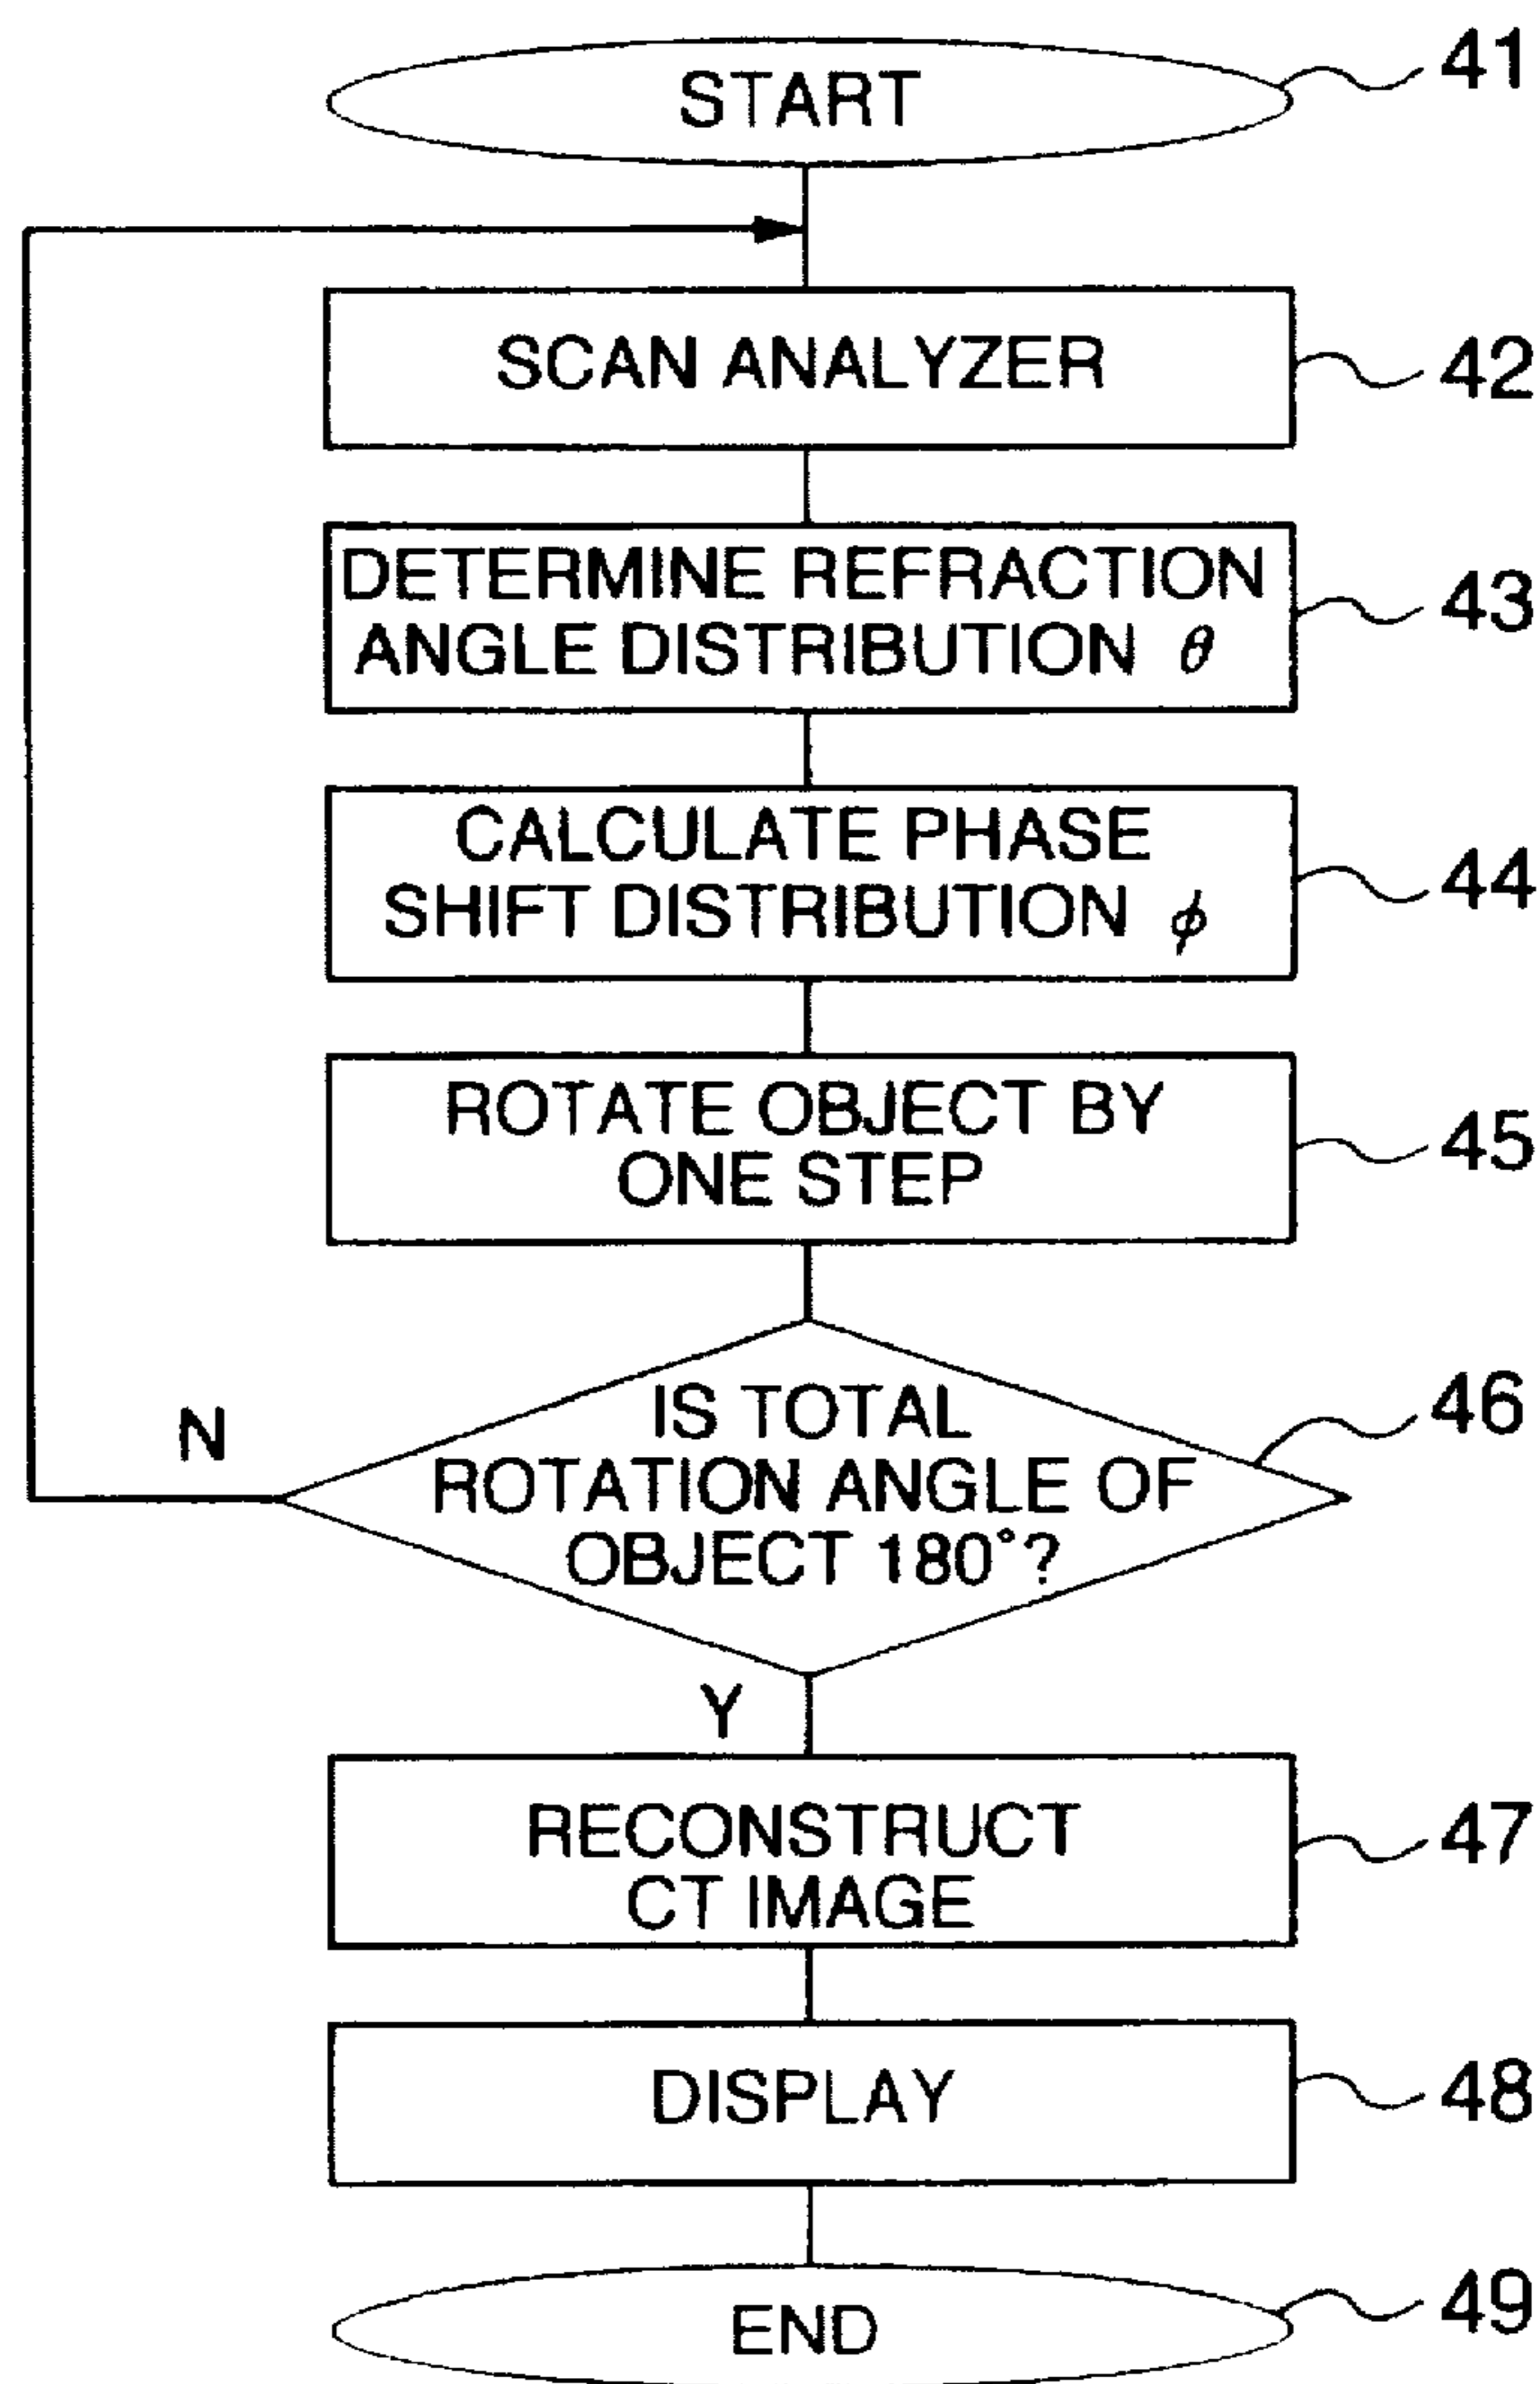 START
41
SCAN ANALYZER
42
DETERMINE REFRACTION
ANGLE DISTRIBUTION θ
43
CALCULATE PHASE
SHIFT DISTRIBUTION ϕ
44
ROTATE OBJECT BY
ONE STEP
45
IS TOTAL
ROTATION ANGLE OF
OBJECT 180°?
46
N
Y
RECONSTRUCT
CT IMAGE
47
DISPLAY
48
END
49